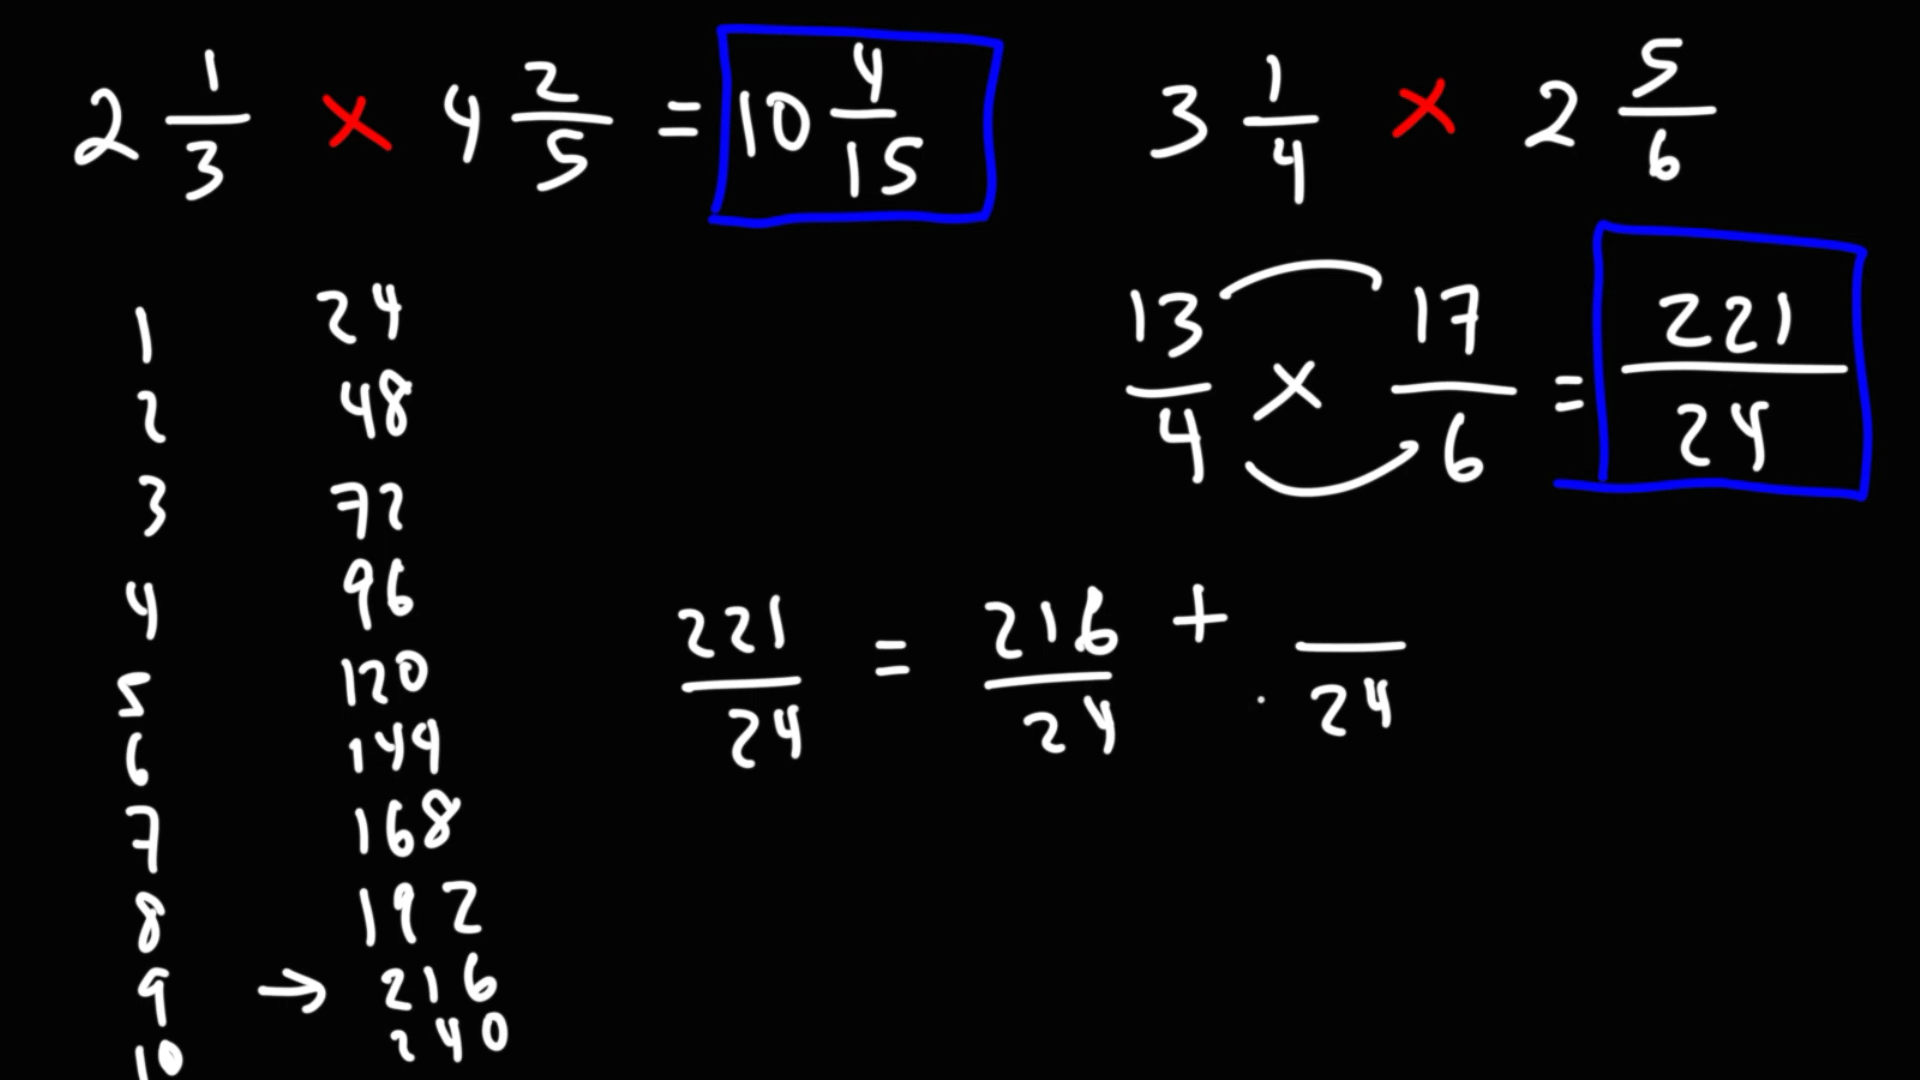 2 1/3 × 4 2/5 = 10 4/15
3 1/4 × 2 5/6
13/4 × 17/6 = 221/24
1 24
2 48
3 72
4 96
5 120
6 144
7 168
8 192
9 → 216
10 240
221/24 = 216/24 + /24